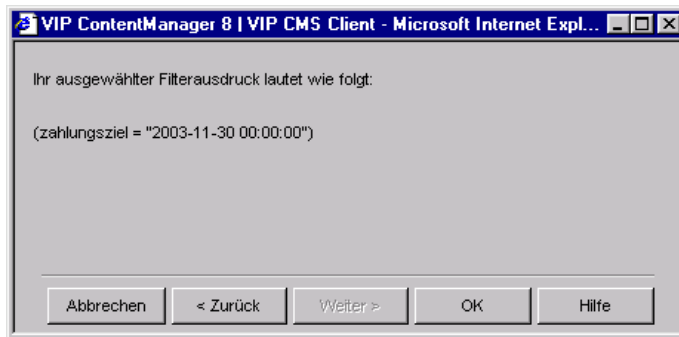 VIP ContentManager 8 | VIP CMS Client - Microsoft Internet Expl...
Ihr ausgewählter Filterausdruck lautet wie folgt:
(zahlungsziel = "2003-11-30 00:00:00")
Abbrechen < Zurück Weiter > OK Hilfe